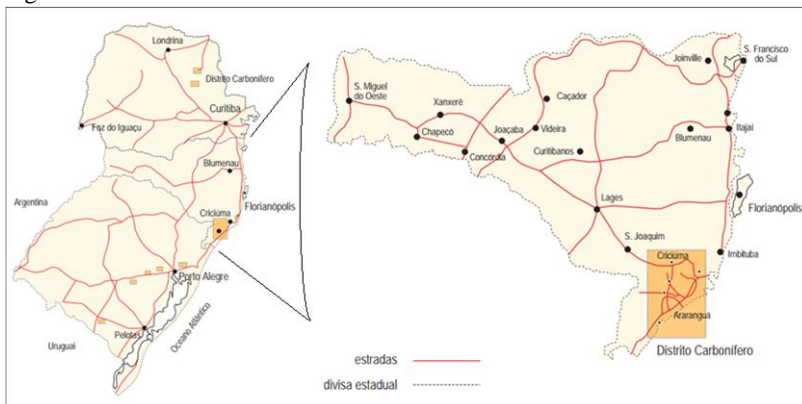 Londrina
Distrito Carbonífero
Curitiba
Foz do Iguaçu
Blumenau
Argentina
Criciúma
Florianópolis
Porto Alegre
Pelotas
Uruguai
Oceano Atlântico
S. Francisco
do Sul
Joinville
S. Miguel
do Oeste
Caçador
Xanxerê
Chapecó
Joaçaba
Videira
Blumenau
Itajaí
Concórdia
Curitibanos
Lages
Florianópolis
S. Joaquim
Imbituba
Criciúma
Araranguá
Distrito Carbonífero
estradas
divisa estadual